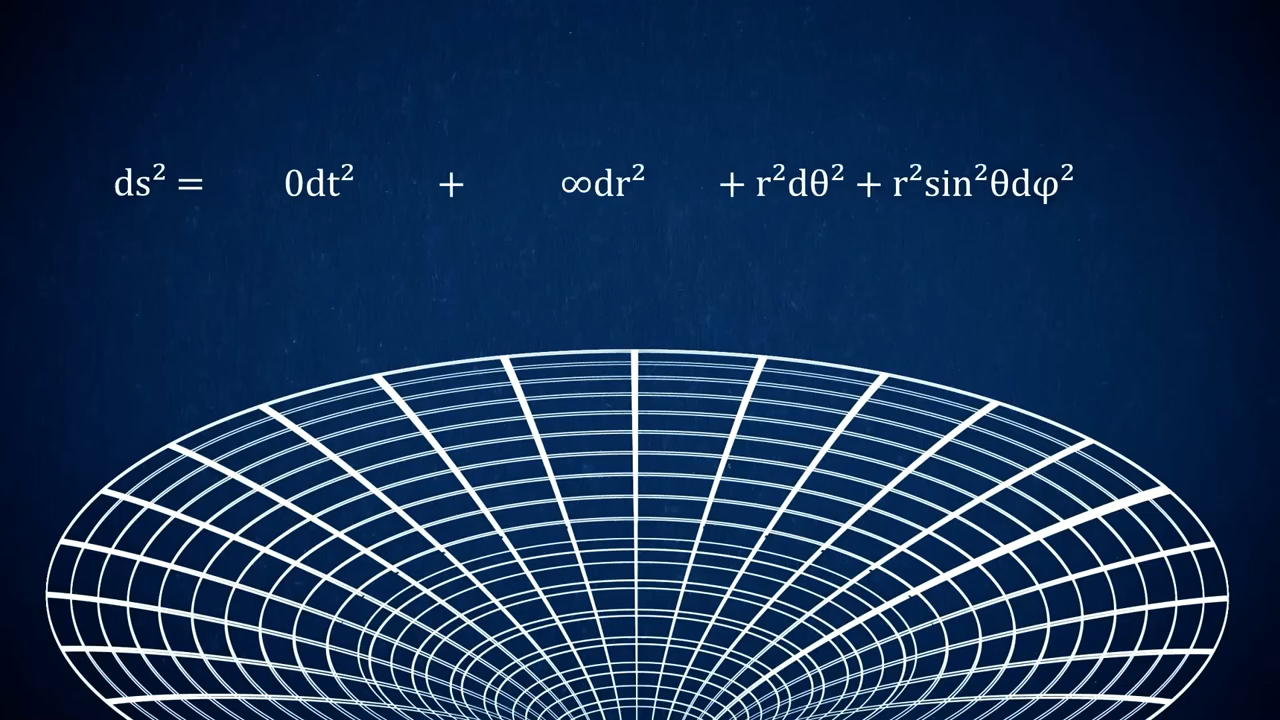 ds² = 0dt² + ∞dr² + r²dθ² + r²sin²θdφ²